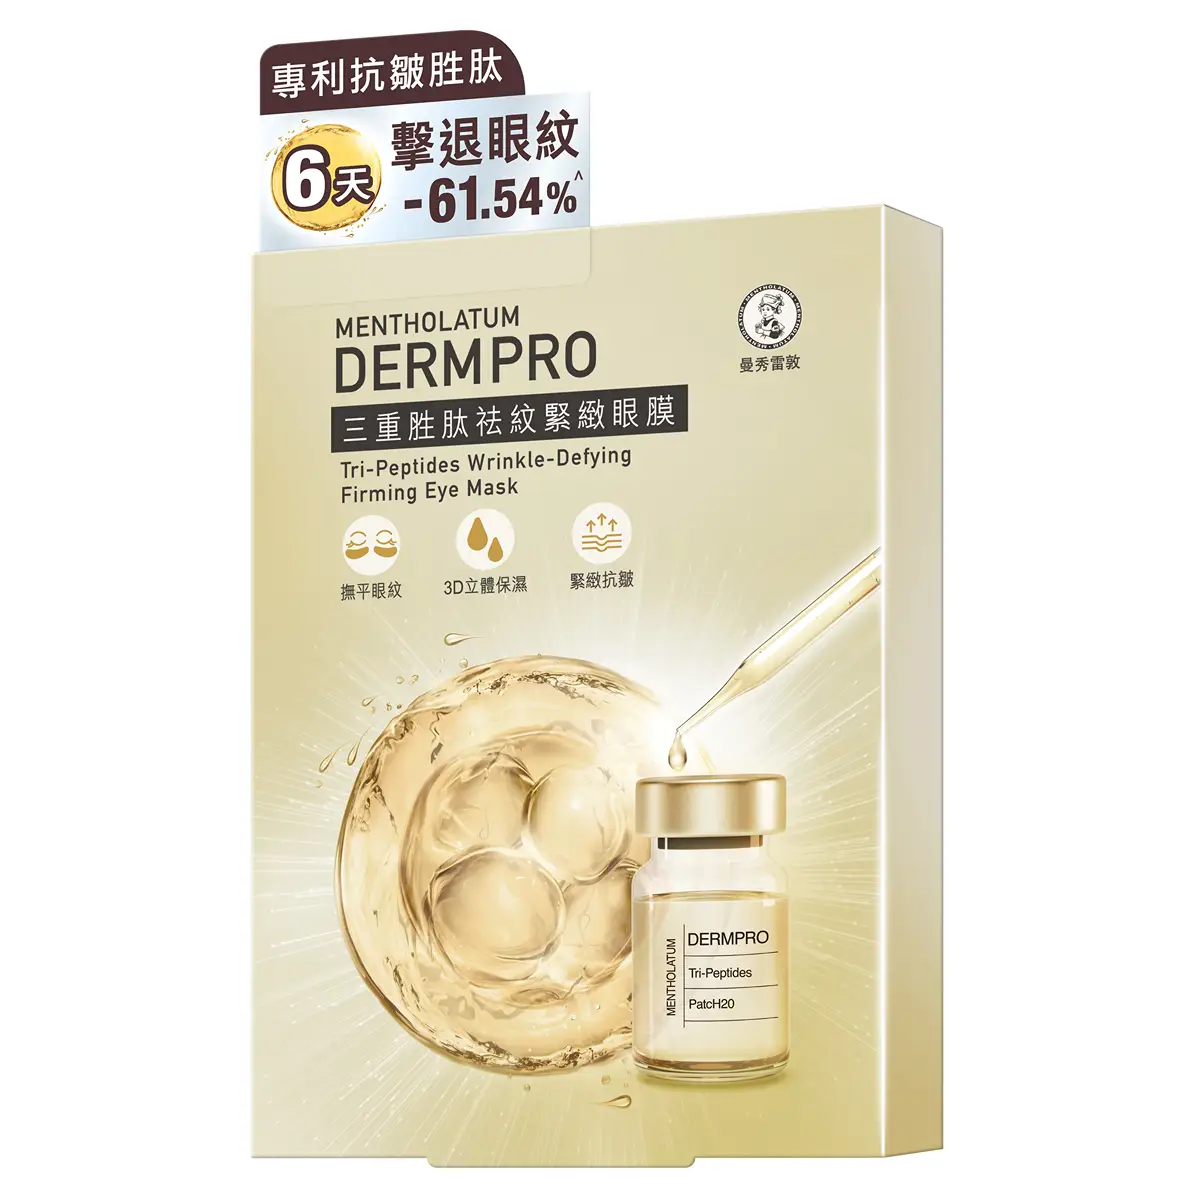 專利抗皺胜肽
6天
擊退眼紋
-61.54%^
MENTHOLATUM
DERMPRO
三重胜肽祛紋緊緻眼膜
Tri-Peptides Wrinkle-Defying
Firming Eye Mask
曼秀雷敦
撫平眼紋
3D立體保濕
緊緻抗皺
MENTHOLATUM
DERMPRO
Tri-Peptides
PatcH20